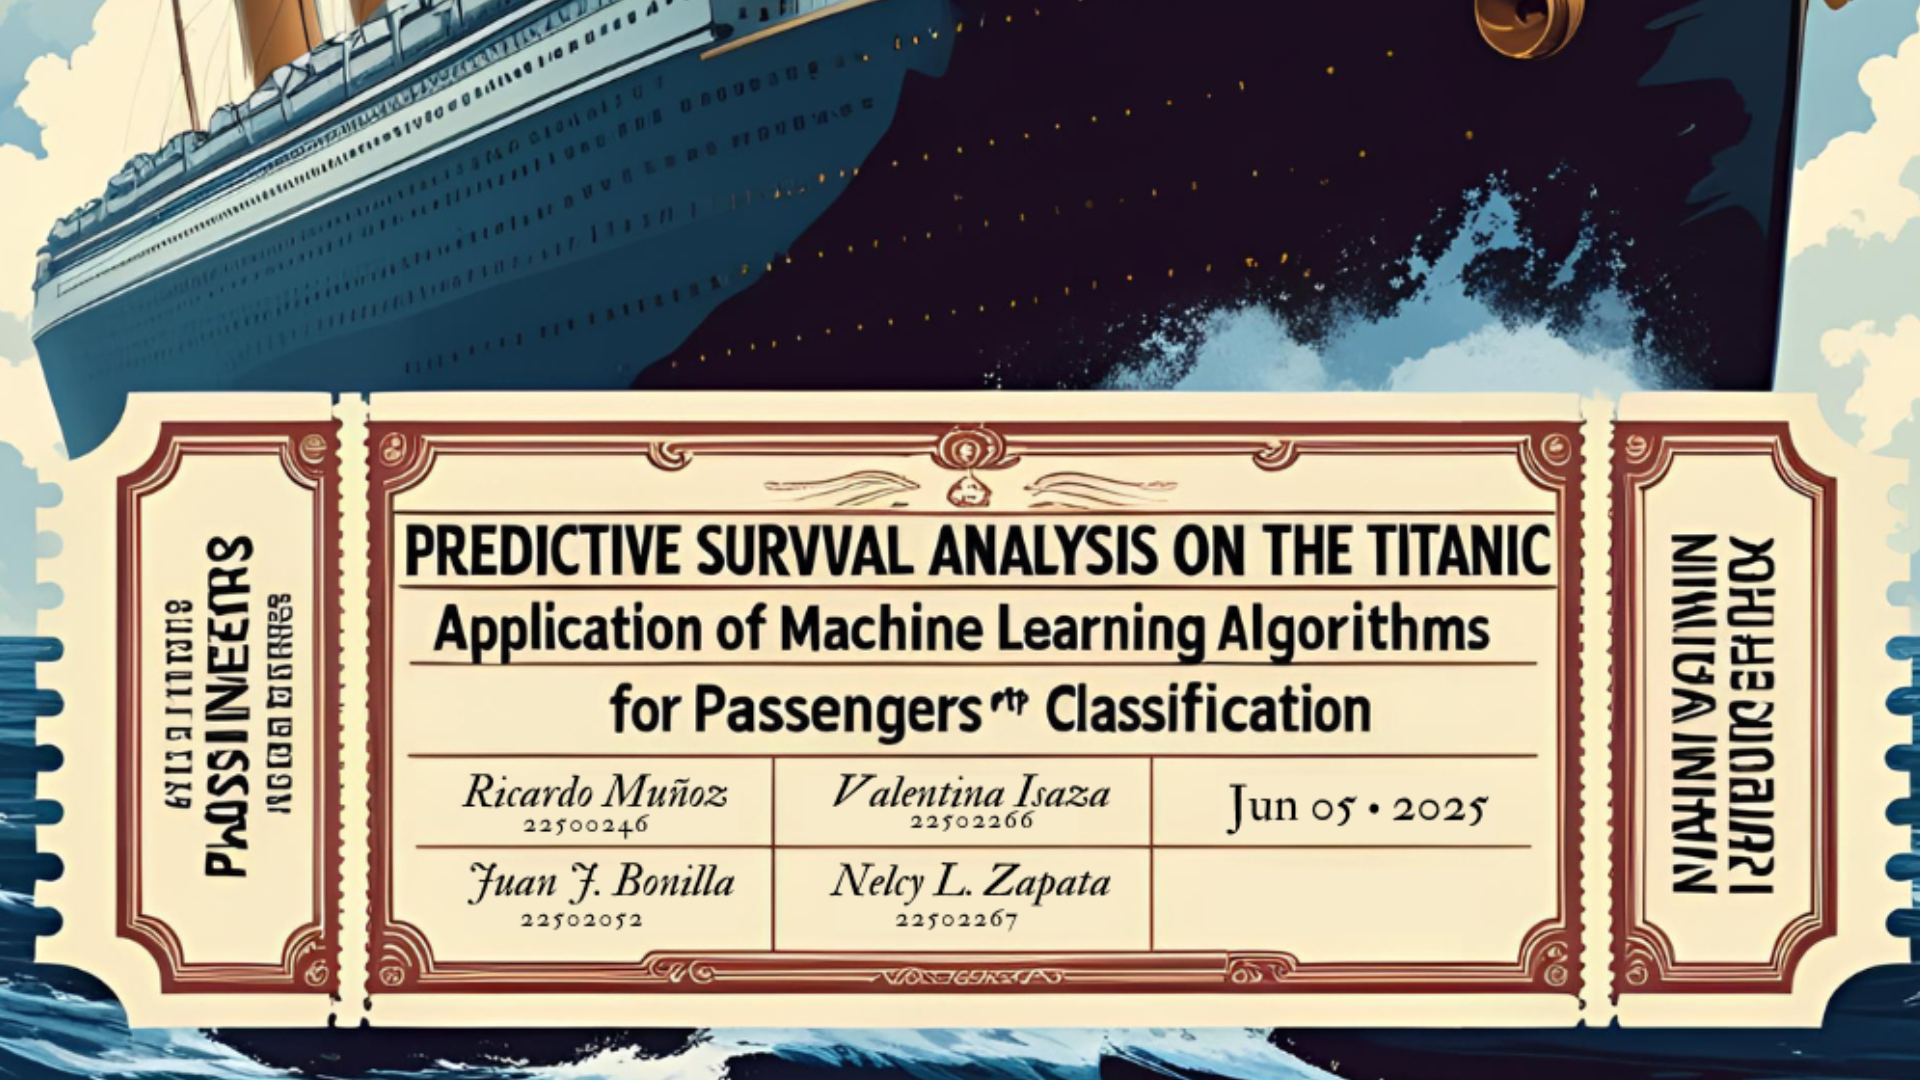 PREDICTIVE SURVVAL ANALYSIS ON THE TITANIC
Application of Machine Learning Algorithms
for Passengers Classification
Ricardo Muñoz
22500246
Valentina Isaza
22502266
Jun 05 • 2025
Juan J. Bonilla
22502052
Nelcy L. Zapata
22502267